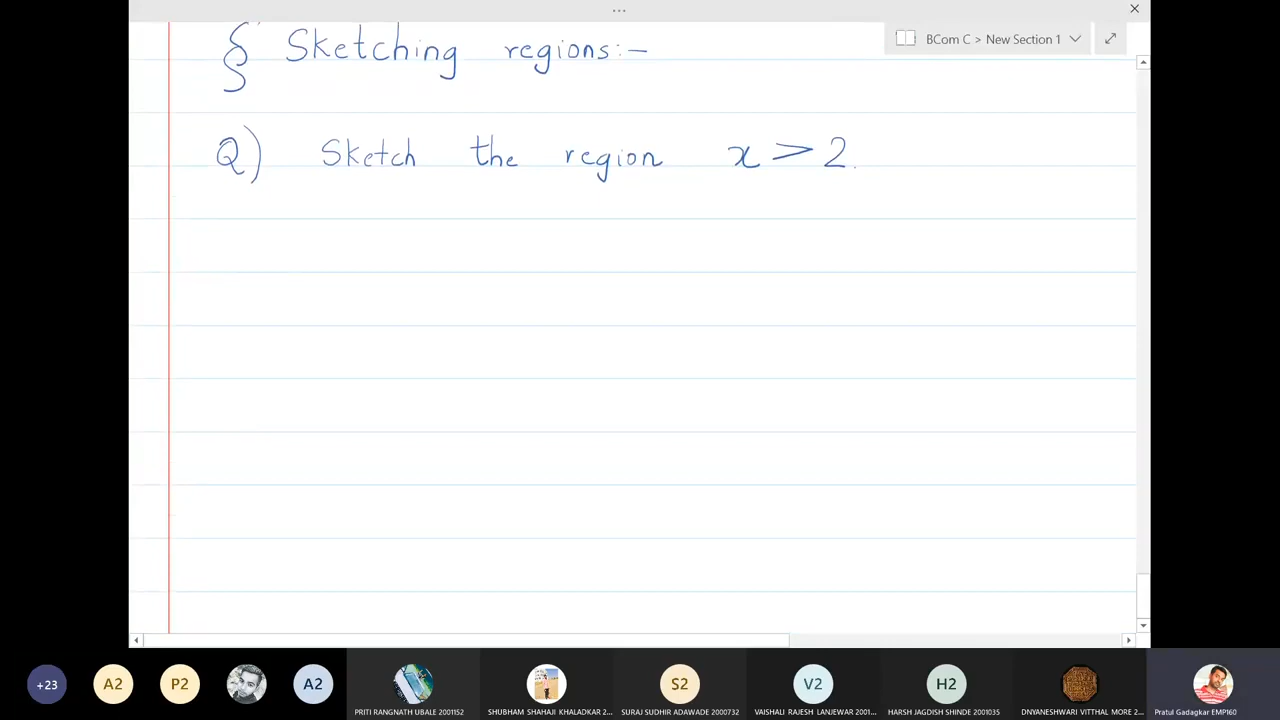 ...
§ Sketching regions:-
BCom C > New Section 1
Q) Sketch the region x > 2.
+23
A2
P2
A2
S2
V2
H2
PRITI RANGNATH UBALE 2001152
SHUBHAM SHAHAJI KHALADKAR 2...
SURAJ SUDHIR ADAWADE 2000732
VAISHALI RAJESH LANJEWAR 2001...
HARSH JAGDISH SHINDE 2001035
DNYANESHWARI VITTHAL MORE 2...
Pratul Gadagkar EMP160